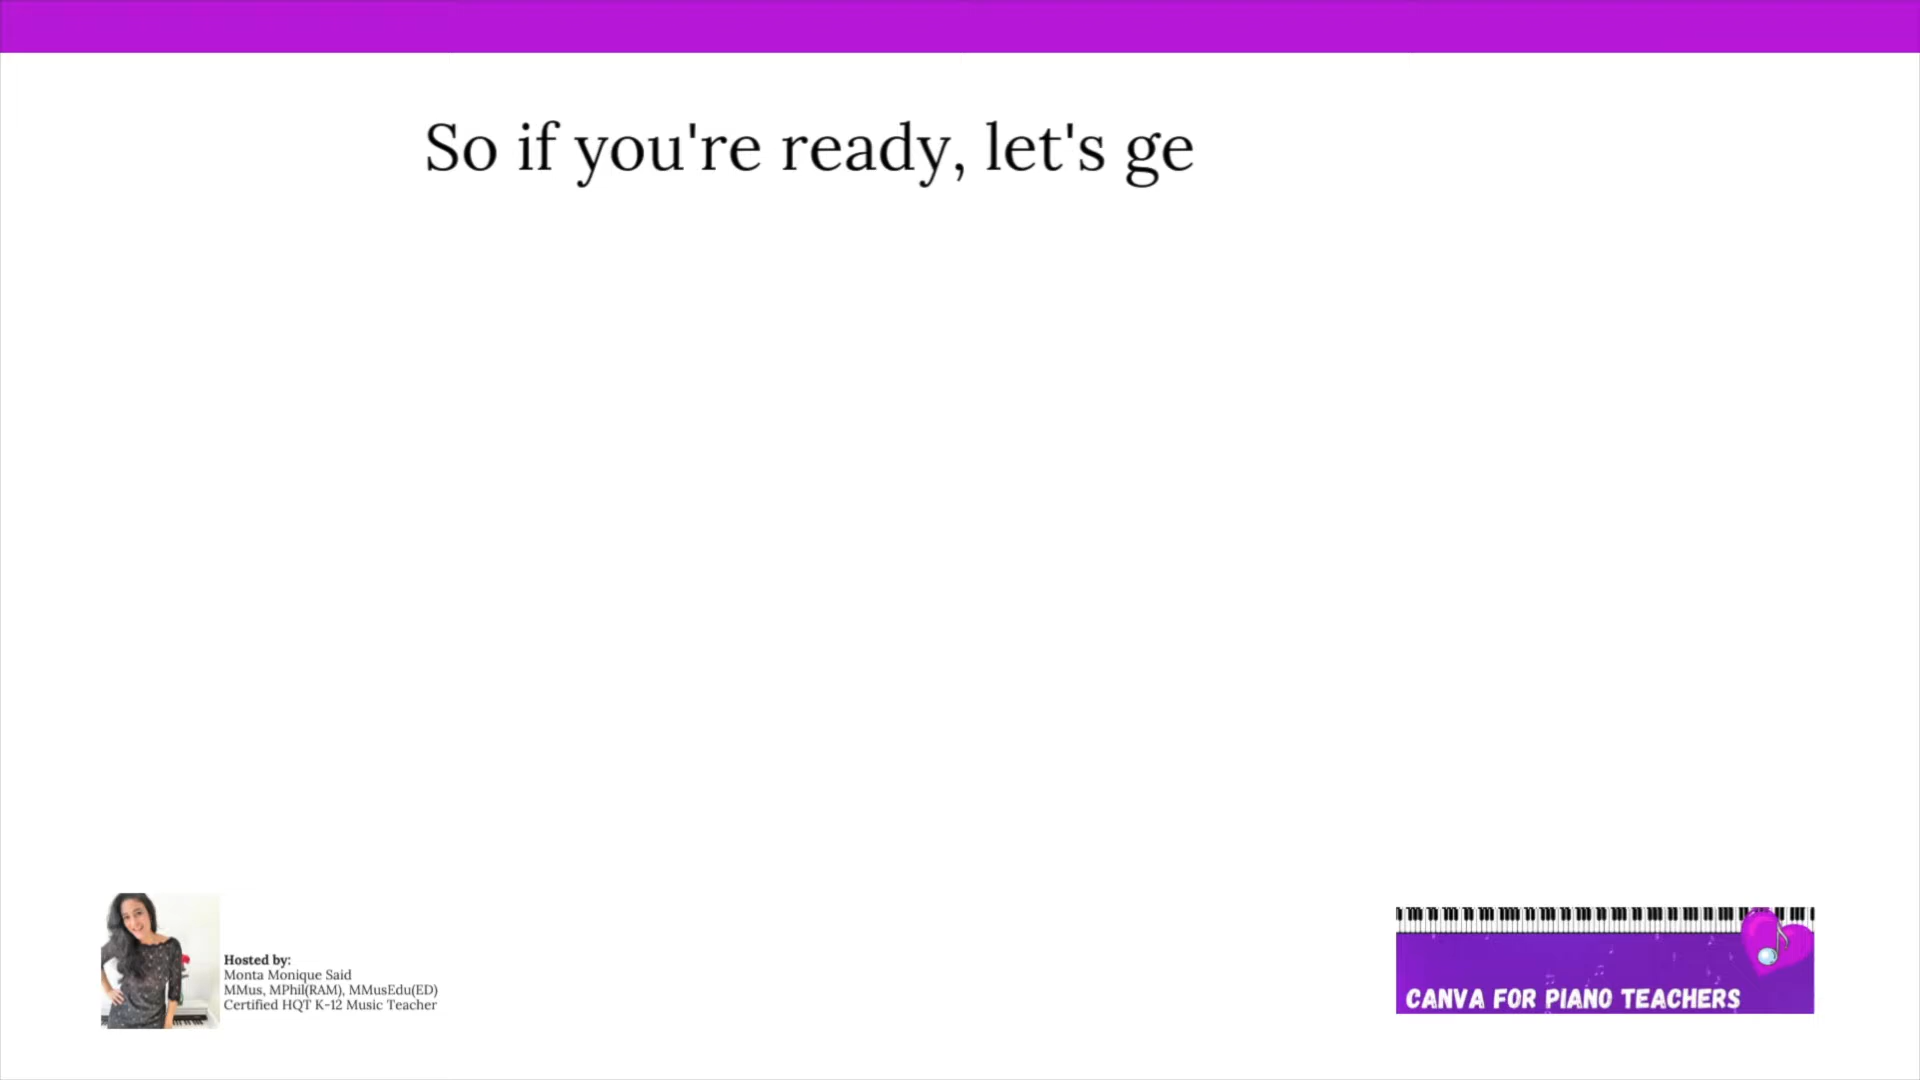 So if you're ready, let's ge
Hosted by:
Monta Monique Said
MMus, MPhil(RAM), MMusEdu(ED)
Certified HQT K-12 Music Teacher
CANVA FOR PIANO TEACHERS